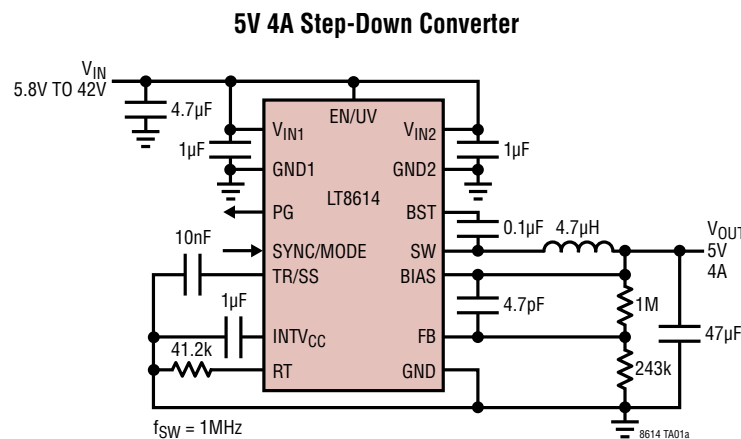 5V 4A Step-Down Converter
VIN
5.8V TO 42V
4.7µF
EN/UV
VIN1
VIN2
1µF
1µF
GND1
GND2
LT8614
PG
BST
0.1µF
4.7µH
VOUT
5V
4A
10nF
SYNC/MODE
SW
TR/SS
BIAS
1µF
4.7pF
1M
INTVCC
FB
47µF
41.2k
RT
GND
243k
fSW = 1MHz
8614 TA01a